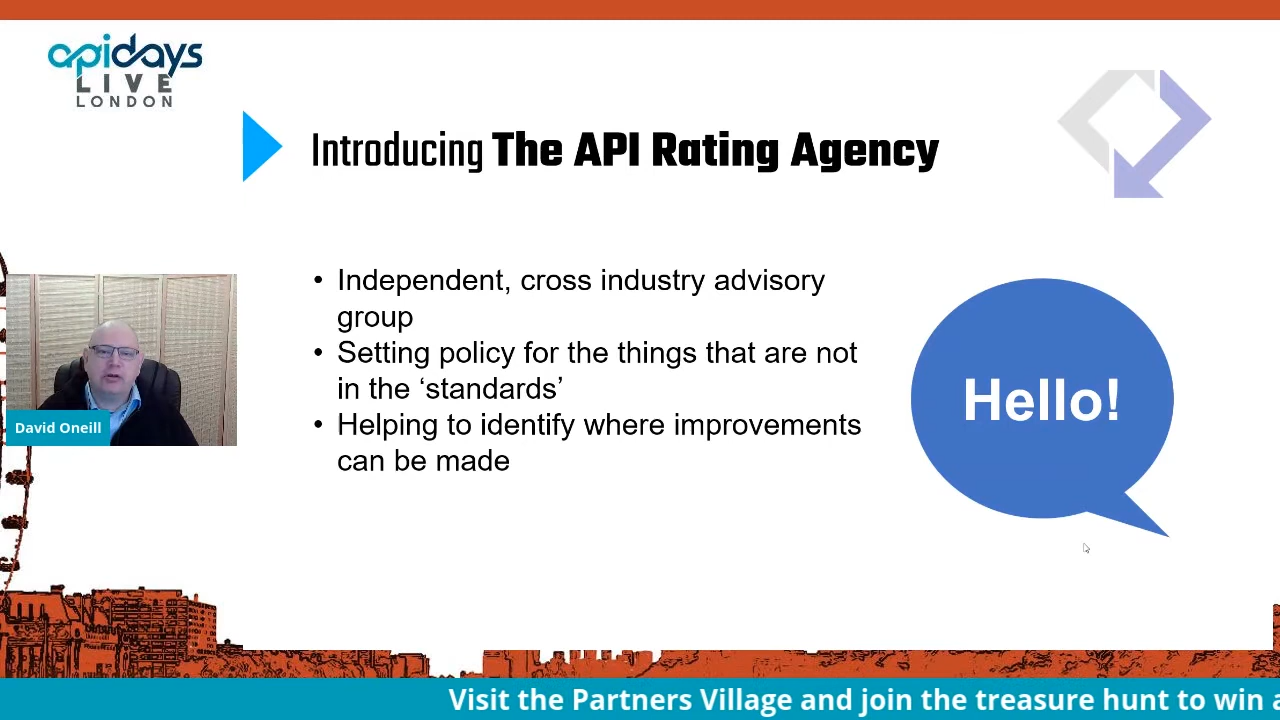 apidays
LIVE
LONDON
Introducing The API Rating Agency
• Independent, cross industry advisory
group
• Setting policy for the things that are not
in the ‘standards’
• Helping to identify where improvements
can be made
Hello!
David Oneill
Visit the Partners Village and join the treasure hunt to win a